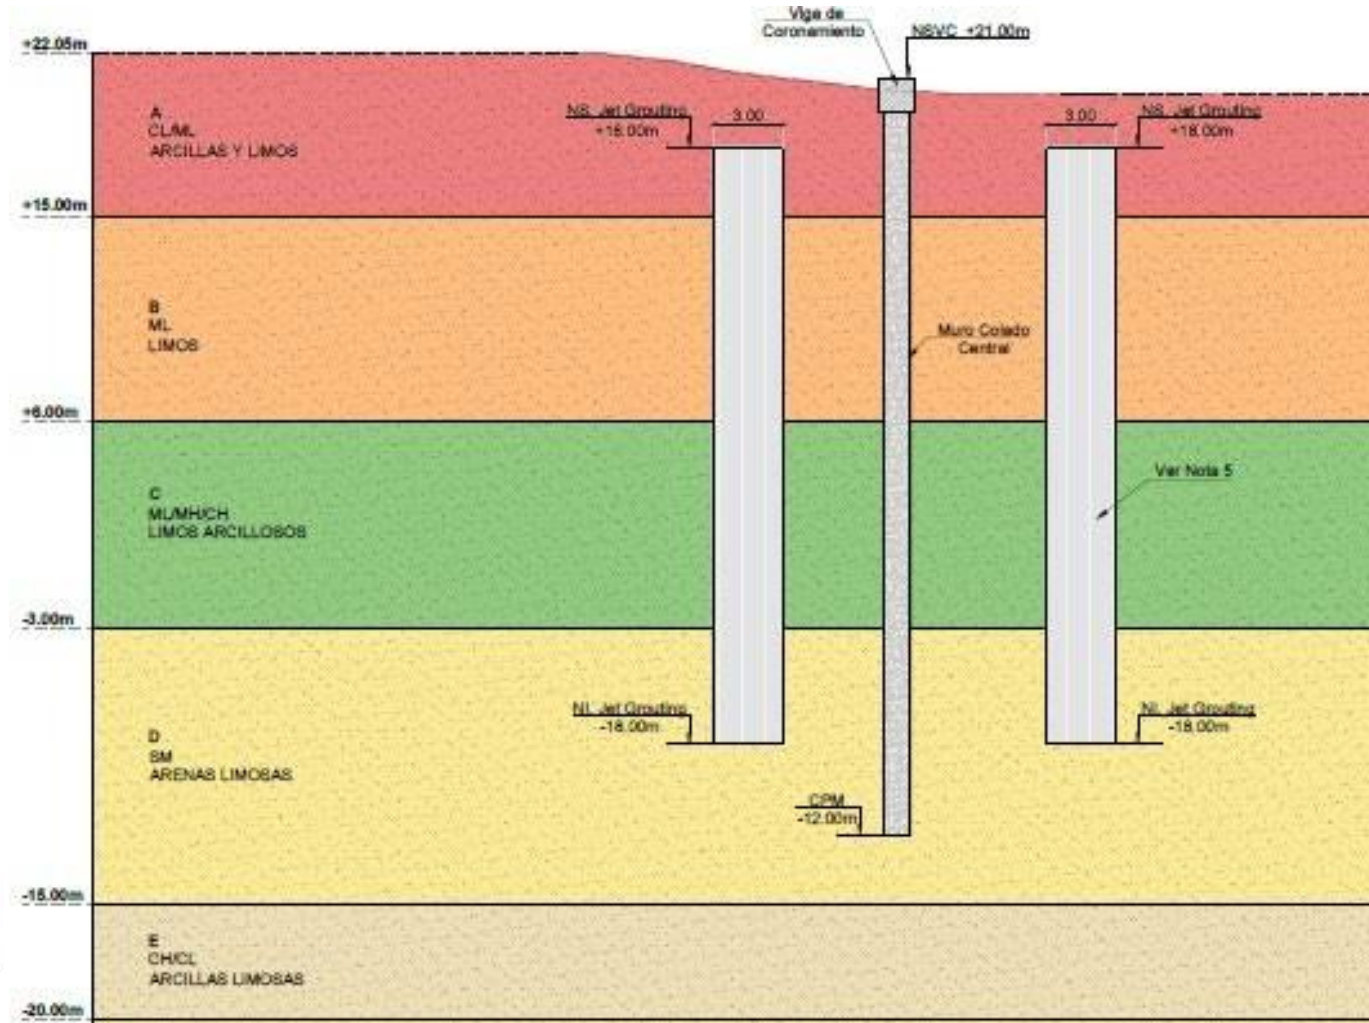 Viga de
Coronamiento
NSVC +21.00m
+22.05m
A
CL/ML
ARCILLAS Y LIMOS
NS. Jet Grouting
+18.00m
3.00
3.00
NS. Jet Grouting
+18.00m
+15.00m
B
ML
LIMOS
Muro Colado
Central
+6.00m
C
ML/MH/CH
LIMOS ARCILLOSOS
Ver Nota 5
-3.00m
NI. Jet Grouting
-18.00m
NI. Jet Grouting
-18.00m
D
SM
ARENAS LIMOSAS
CPM
-12.00m
-15.00m
E
CH/CL
ARCILLAS LIMOSAS
-20.00m